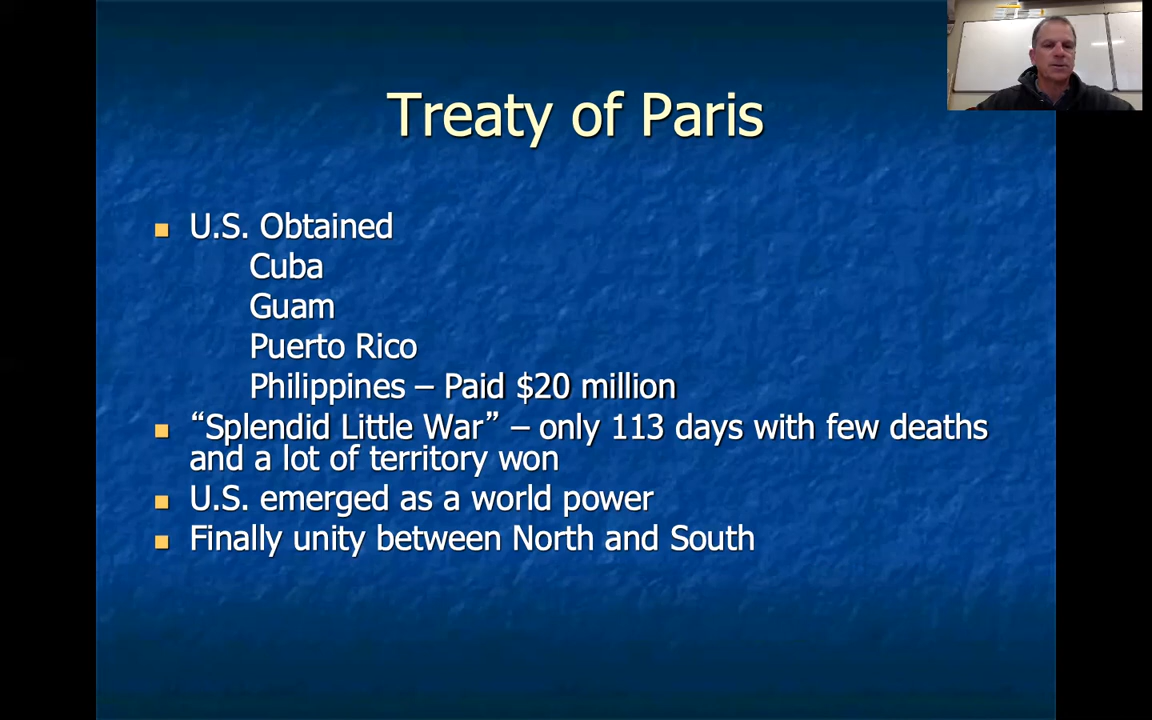 Treaty of Paris
U.S. Obtained
Cuba
Guam
Puerto Rico
Philippines – Paid $20 million
“Splendid Little War” – only 113 days with few deaths
and a lot of territory won
U.S. emerged as a world power
Finally unity between North and South